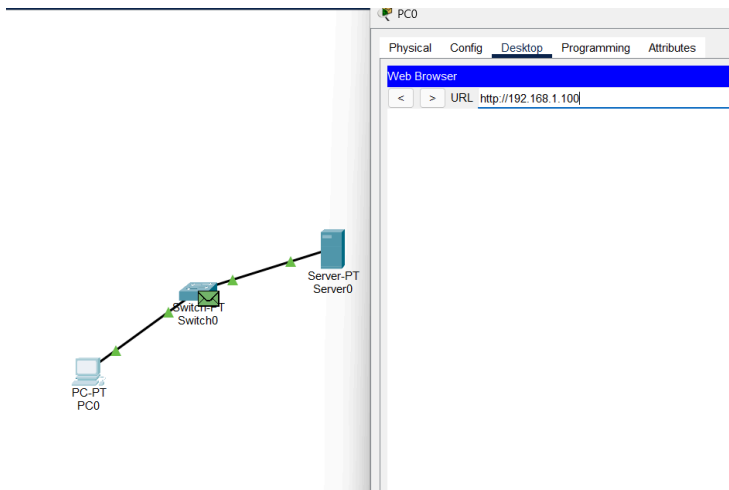 PC0
Physical Config Desktop Programming Attributes
Web Browser
< > URL http://192.168.1.100
Server-PT
Server0
Switch-PT
Switch0
PC-PT
PC0